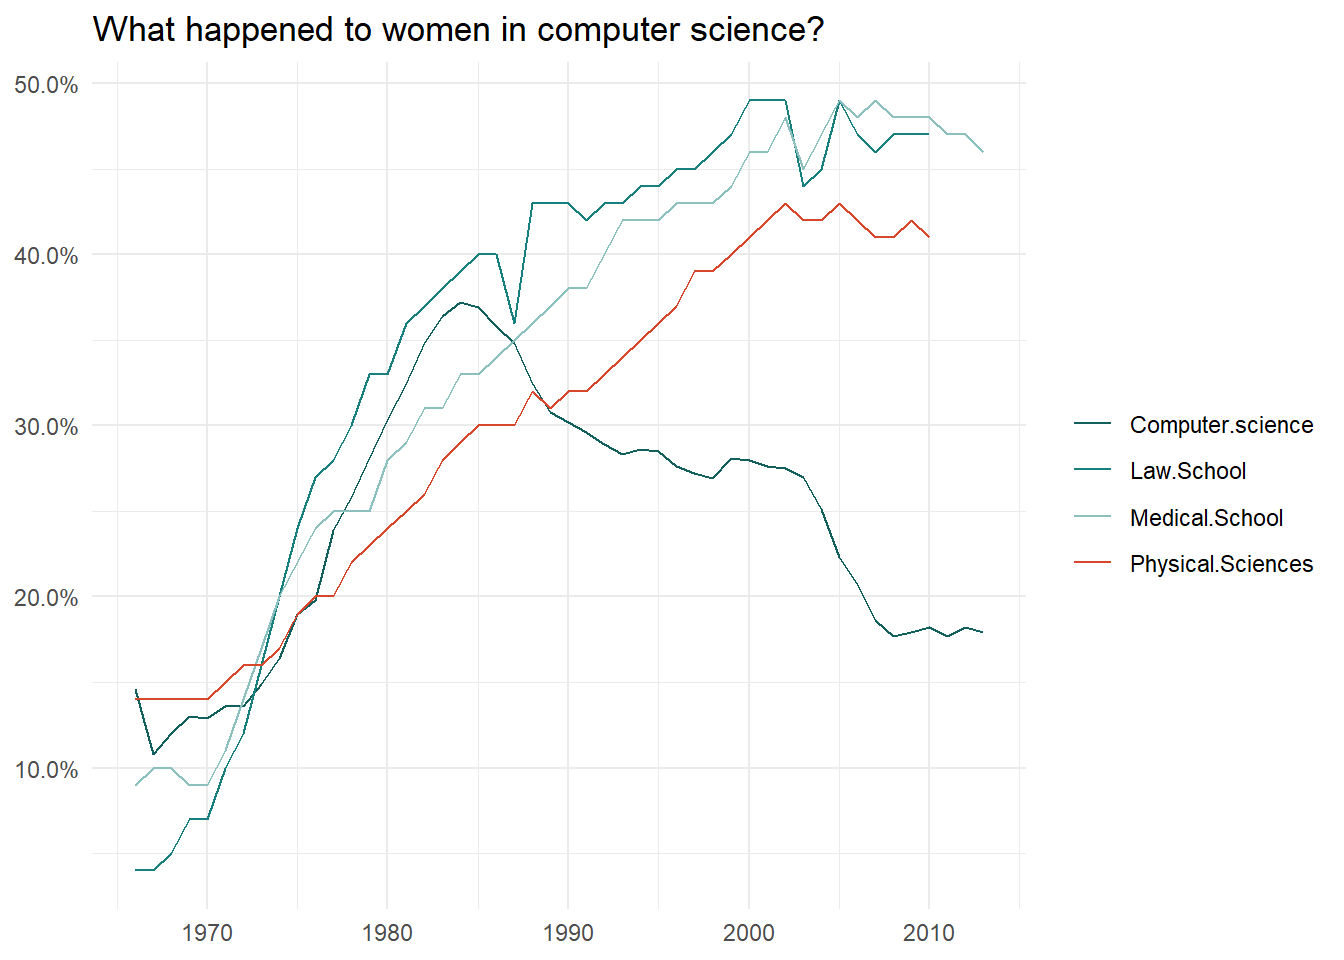 What happened to women in computer science?
50.0%
40.0%
30.0%
20.0%
10.0%
1970
1980
1990
2000
2010
Computer.science
Law.School
Medical.School
Physical.Sciences